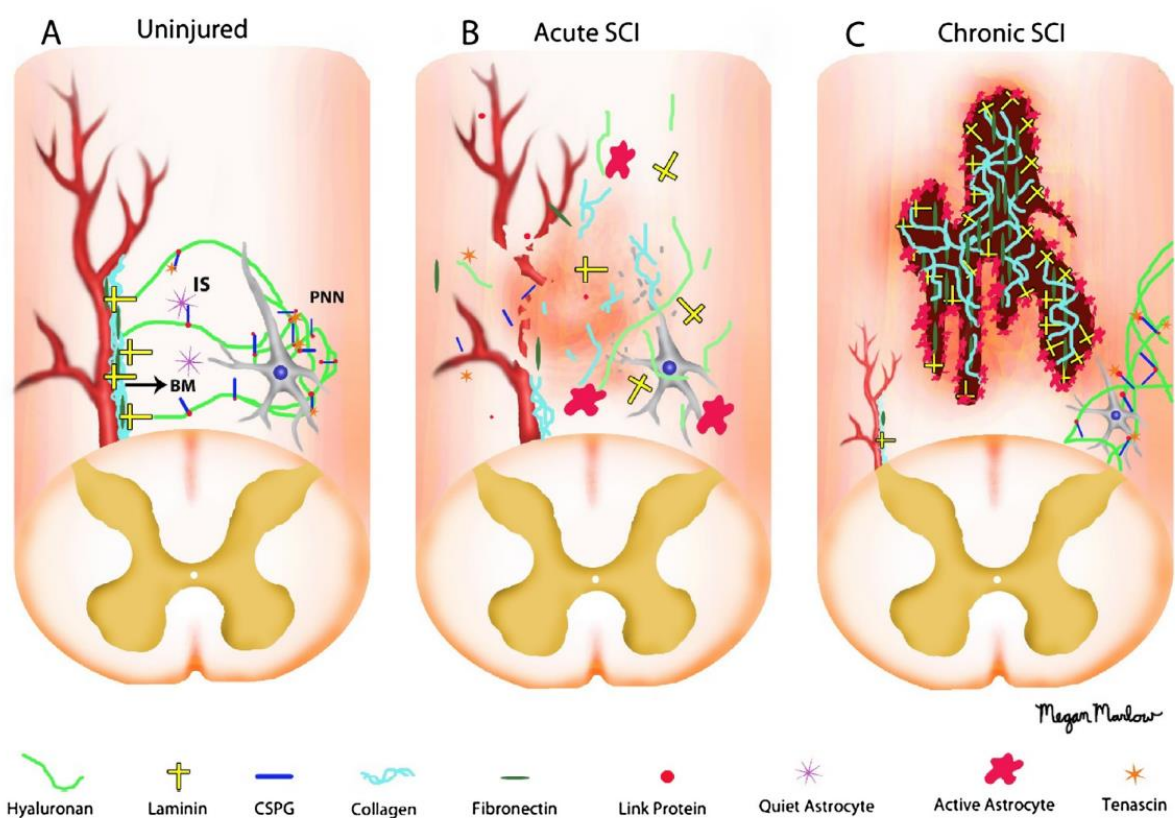 A Uninjured
B Acute SCI
C Chronic SCI
IS
PNN
BM
Megan Marlow
Hyaluronan
Laminin
CSPG
Collagen
Fibronectin
Link Protein
Quiet Astrocyte
Active Astrocyte
Tenascin